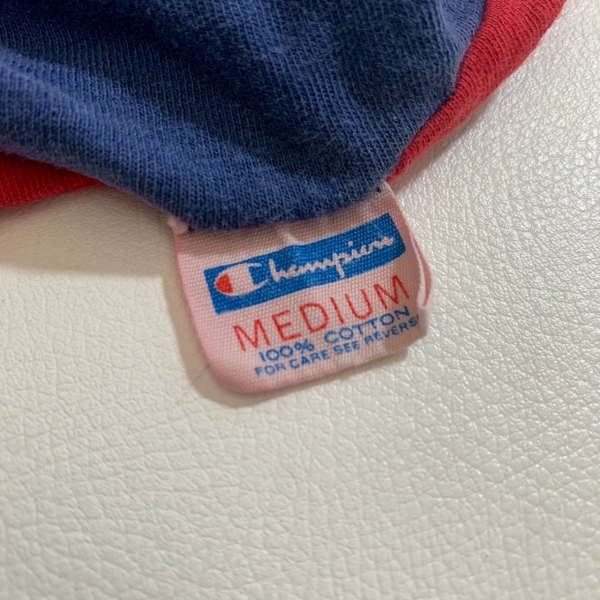 Champion
MEDIUM
100% COTTON
FOR CARE SEE REVERS